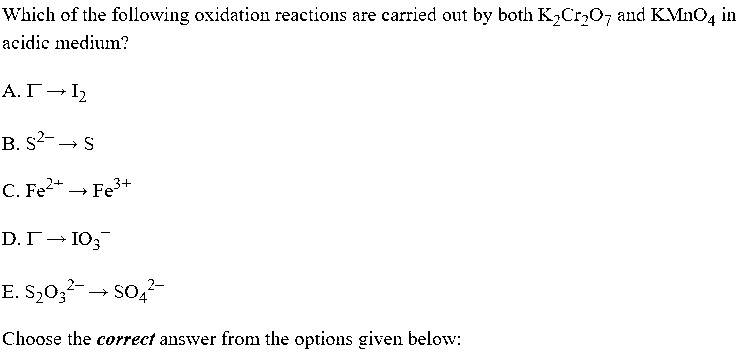 Which of the following oxidation reactions are carried out by both K₂Cr₂O₇ and KMnO₄ in
acidic medium?
A. I⁻ → I₂
B. S²⁻ → S
C. Fe²⁺ → Fe³⁺
D. I⁻ → IO₃⁻
E. S₂O₃²⁻ → SO₄²⁻
Choose the correct answer from the options given below: